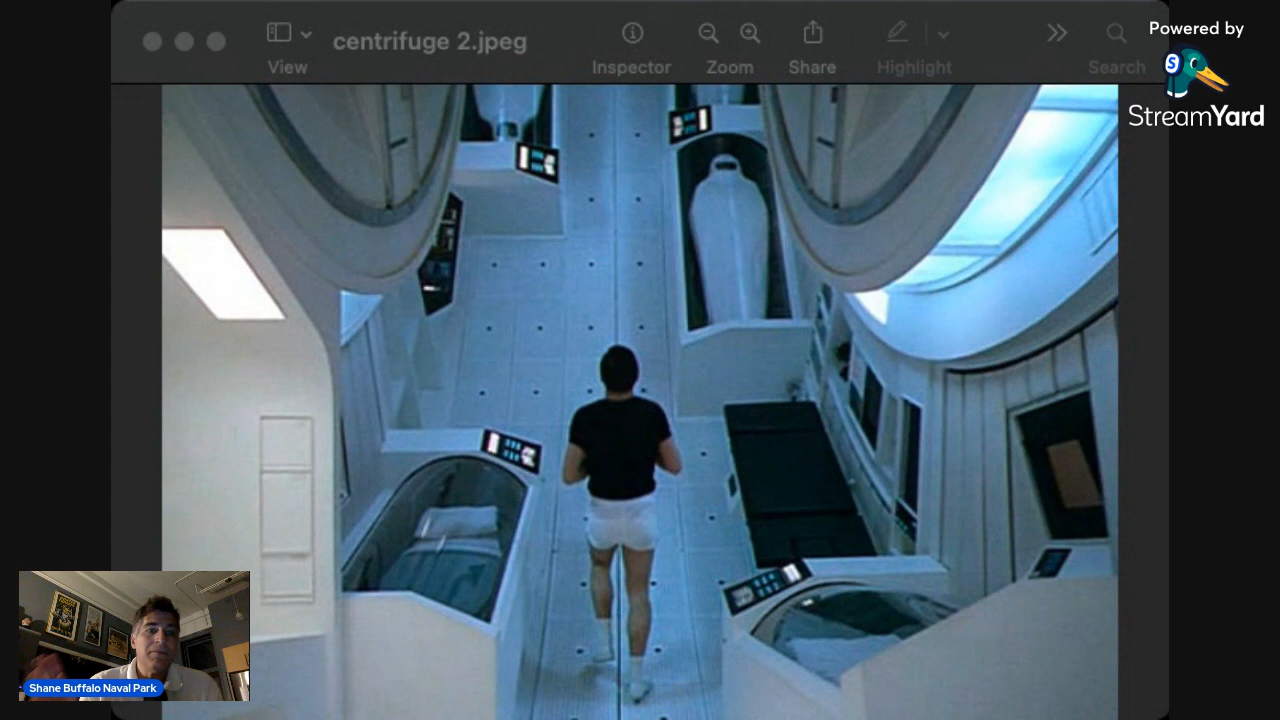 centrifuge 2.jpeg
View
Inspector
Zoom
Share
Highlight
Search
Powered by
S
StreamYard
Shane Buffalo Naval Park